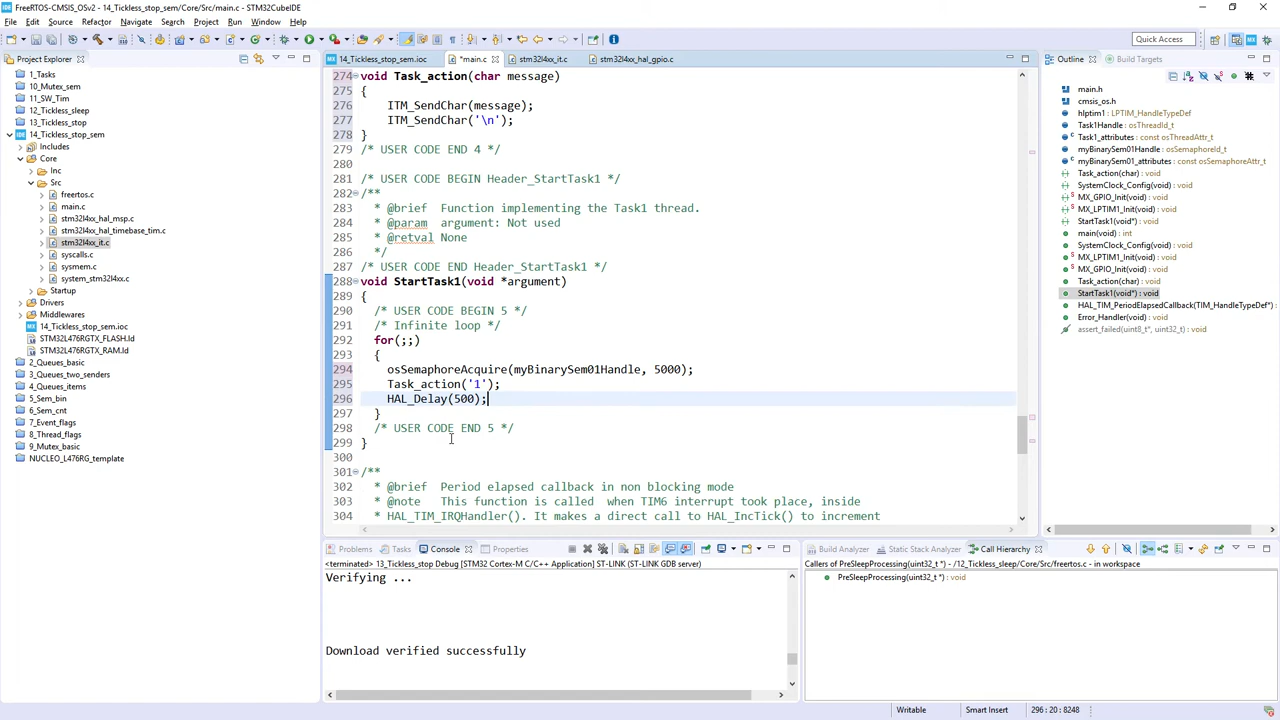 FreeRTOS-CMSIS_OSv2 - 14_Tickless_stop_sem/Core/Src/main.c - STM32CubeIDE
File Edit Source Refactor Navigate Search Project Run Window Help
Quick Access
Project Explorer
1_Tasks
10_Mutex_sem
11_SW_Tim
12_Tickless_sleep
13_Tickless_stop
14_Tickless_stop_sem
Includes
Core
Inc
Src
freertos.c
main.c
stm32l4xx_hal_msp.c
stm32l4xx_hal_timebase_tim.c
stm32l4xx_it.c
syscalls.c
sysmem.c
system_stm32l4xx.c
Startup
Drivers
Middlewares
14_Tickless_stop_sem.ioc
STM32L476RGTX_FLASH.ld
STM32L476RGTX_RAM.ld
2_Queues_basic
3_Queues_two_senders
4_Queues_items
5_Sem_bin
6_Sem_cnt
7_Event_flags
8_Thread_flags
9_Mutex_basic
NUCLEO_L476RG_template
14_Tickless_stop_sem.ioc *main.c stm32l4xx_it.c stm32l4xx_hal_gpio.c
274 void Task_action(char message)
275 {
276 ITM_SendChar(message);
277 ITM_SendChar('\n');
278 }
279 /* USER CODE END 4 */
280
281 /* USER CODE BEGIN Header_StartTask1 */
282 /**
283 * @brief Function implementing the Task1 thread.
284 * @param argument: Not used
285 * @retval None
286 */
287 /* USER CODE END Header_StartTask1 */
288 void StartTask1(void *argument)
289 {
290 /* USER CODE BEGIN 5 */
291 /* Infinite loop */
292 for(;;)
293 {
294 osSemaphoreAcquire(myBinarySem01Handle, 5000);
295 Task_action('1');
296 HAL_Delay(500);
297 }
298 /* USER CODE END 5 */
299 }
300
301 /**
302 * @brief Period elapsed callback in non blocking mode
303 * @note This function is called when TIM6 interrupt took place, inside
304 * HAL_TIM_IRQHandler(). It makes a direct call to HAL_IncTick() to increment
Outline
main.h
cmsis_os.h
hlptim1 : LPTIM_HandleTypeDef
Task1Handle : osThreadId_t
Task1_attributes : const osThreadAttr_t
myBinarySem01Handle : osSemaphoreId_t
myBinarySem01_attributes : const osSemaphoreAttr_t
Task_action(char) : void
SystemClock_Config(void) : void
MX_GPIO_Init(void) : void
MX_LPTIM1_Init(void) : void
StartTask1(void*) : void
main(void) : int
SystemClock_Config(void) : void
MX_LPTIM1_Init(void) : void
MX_GPIO_Init(void) : void
Task_action(char) : void
StartTask1(void*) : void
HAL_TIM_PeriodElapsedCallback(TIM_HandleTypeDef*) :
Error_Handler(void) : void
assert_failed(uint8_t*, uint32_t) : void
Problems Tasks Console Properties
<terminated> 13_Tickless_stop Debug [STM32 Cortex-M C/C++ Application] ST-LINK (ST-LINK GDB server)
Verifying ...
Download verified successfully
Build Analyzer Static Stack Analyzer Call Hierarchy
Callers of PreSleepProcessing(uint32_t *) - /12_Tickless_sleep/Core/Src/freertos.c - in workspace
PreSleepProcessing(uint32_t *) : void
Writable Smart Insert 296 : 20 : 8248